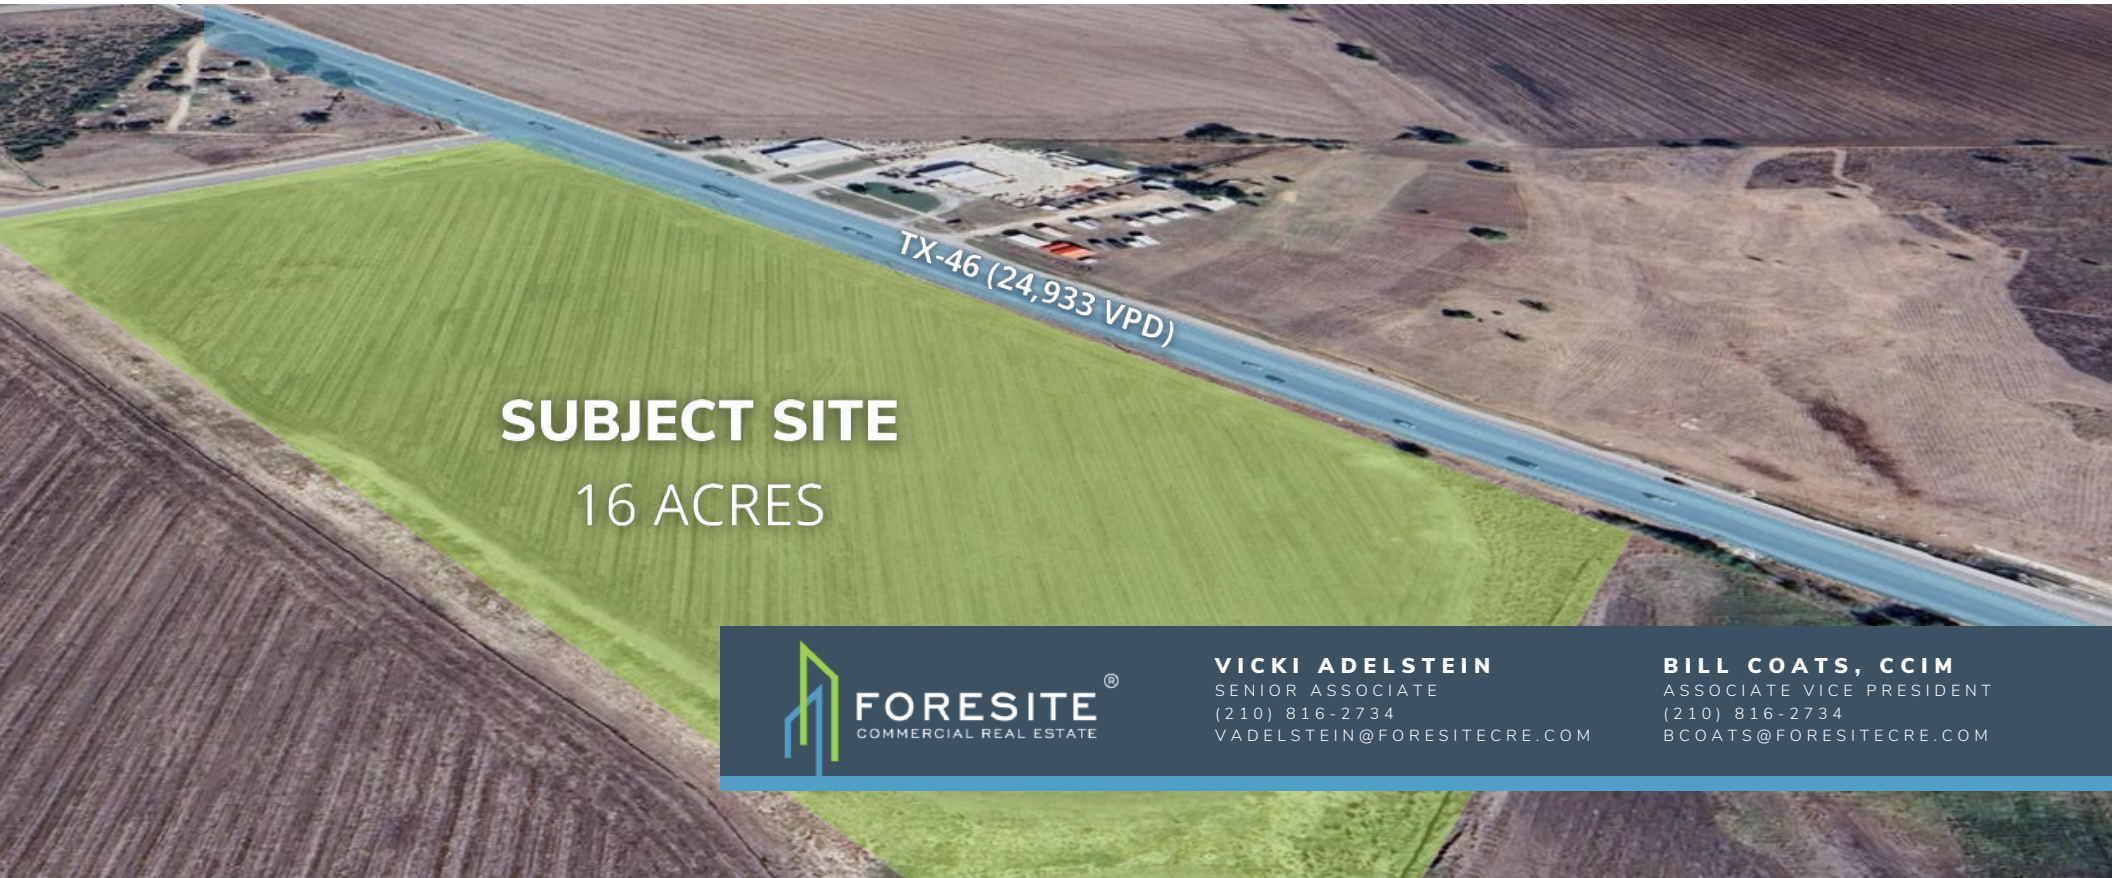 TX-46 (24,933 VPD)
SUBJECT SITE
16 ACRES
FORESITE®
COMMERCIAL REAL ESTATE
VICKI ADELSTEIN
SENIOR ASSOCIATE
(210) 816-2734
VADELSTEIN@FORESITECRE.COM
BILL COATS, CCIM
ASSOCIATE VICE PRESIDENT
(210) 816-2734
BCOATS@FORESITECRE.COM